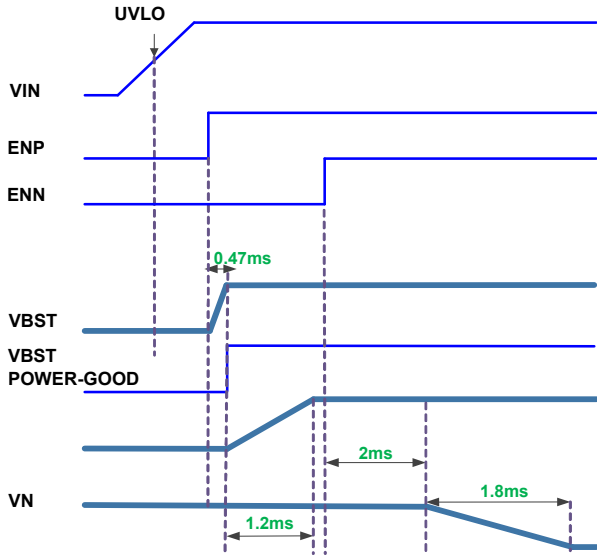 UVLO
VIN
ENP
ENN
0.47ms
VBST
VBST
POWER-GOOD
2ms
1.8ms
VN
1.2ms